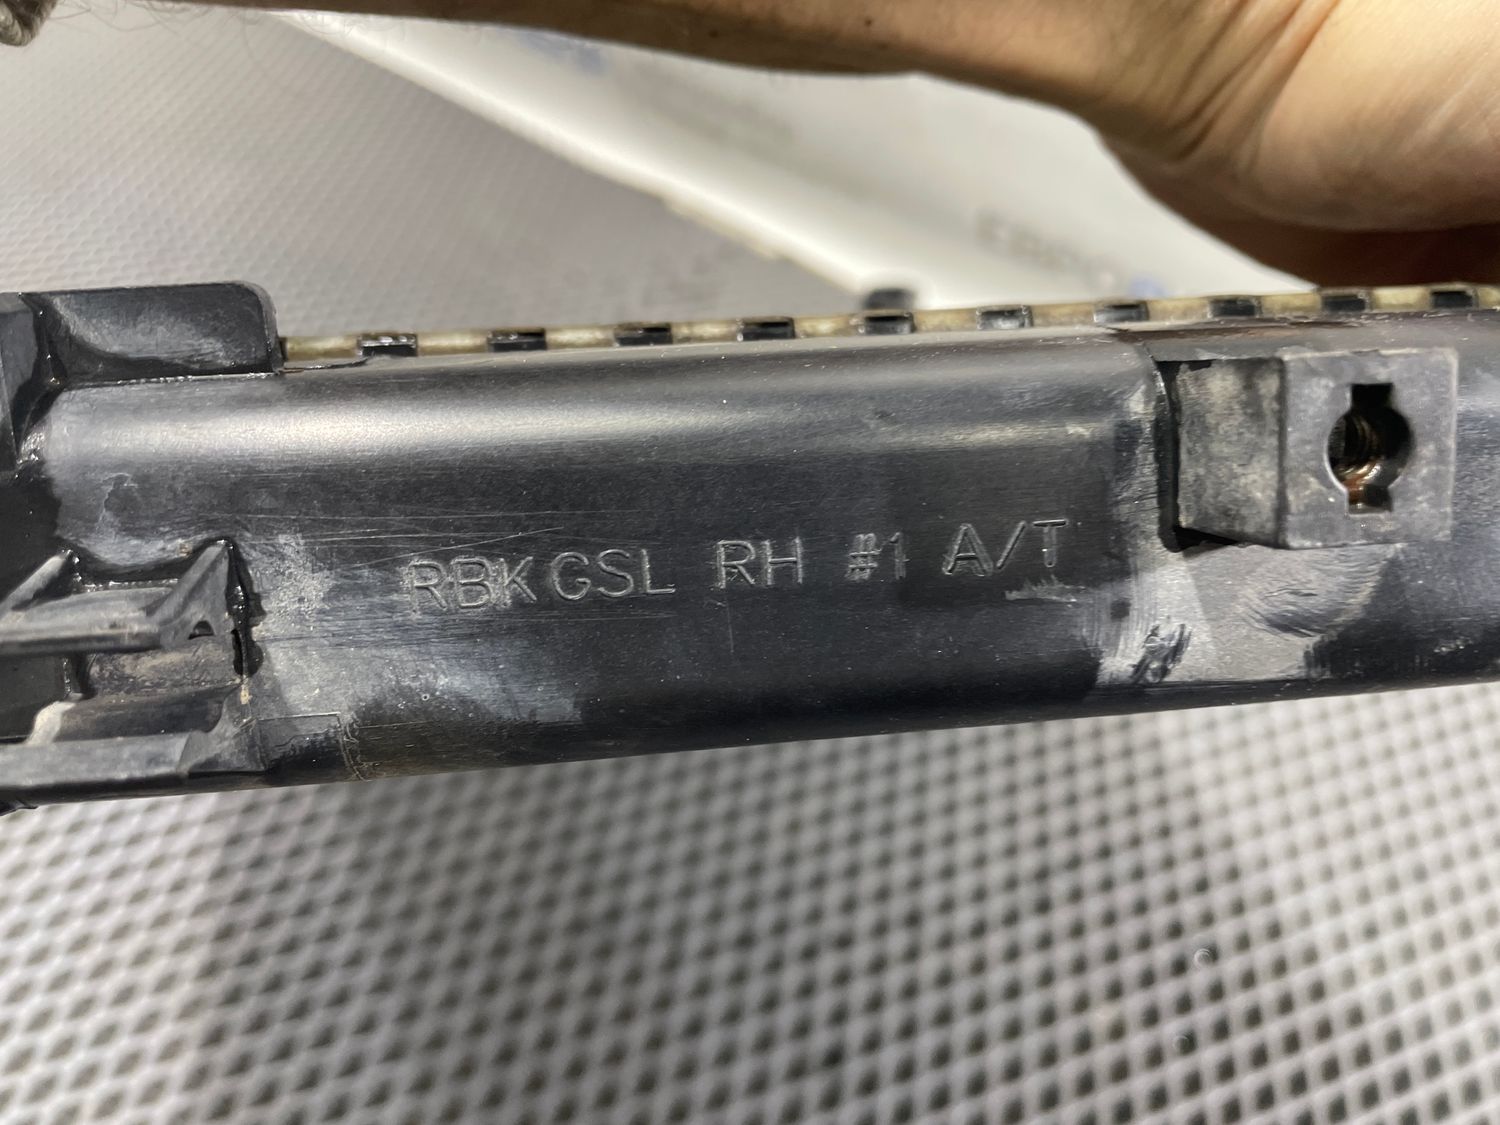 RBKGSL RH #1 A/T